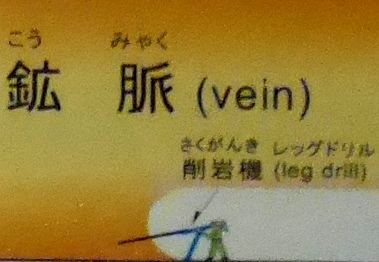 こう みゃく
鉱 脈 (vein)
さくがんき レッグドリル
削岩機 (leg drill)